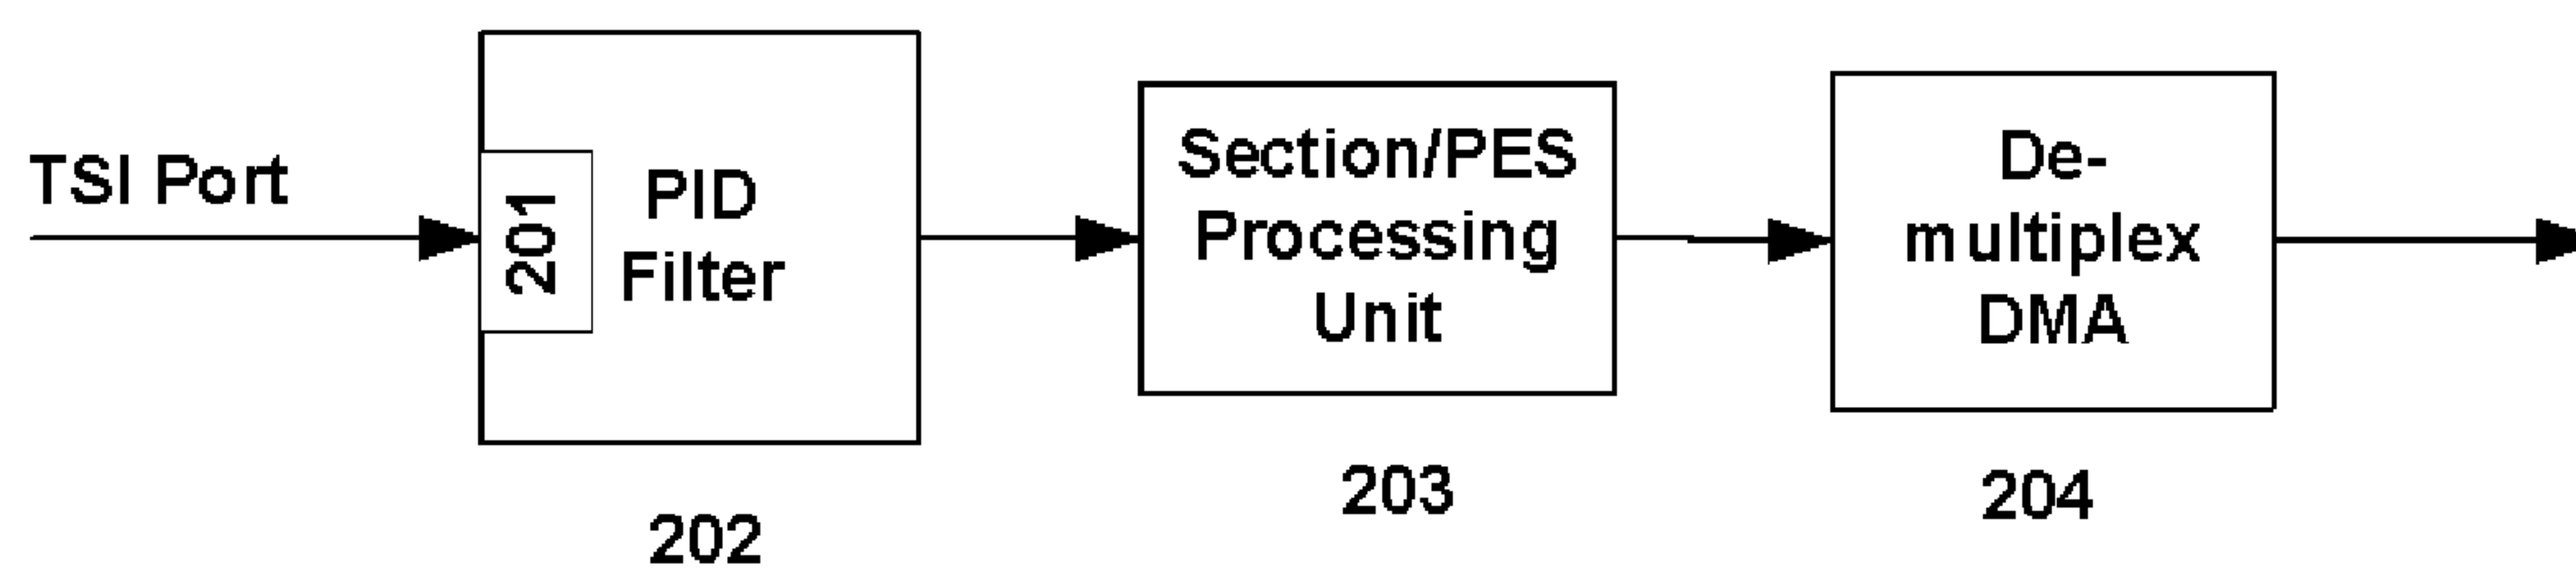 TSI Port
201
PID
Filter
202
Section/PES
Processing
Unit
203
De-
multiplex
DMA
204